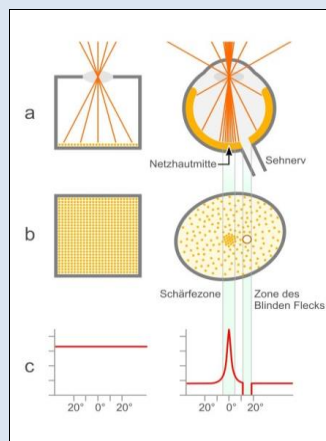 a
Netzhautmitte
Sehnerv
b
Schärfezone
Zone des
Blinden Flecks
c
20° 0° 20°
20° 0° 20°